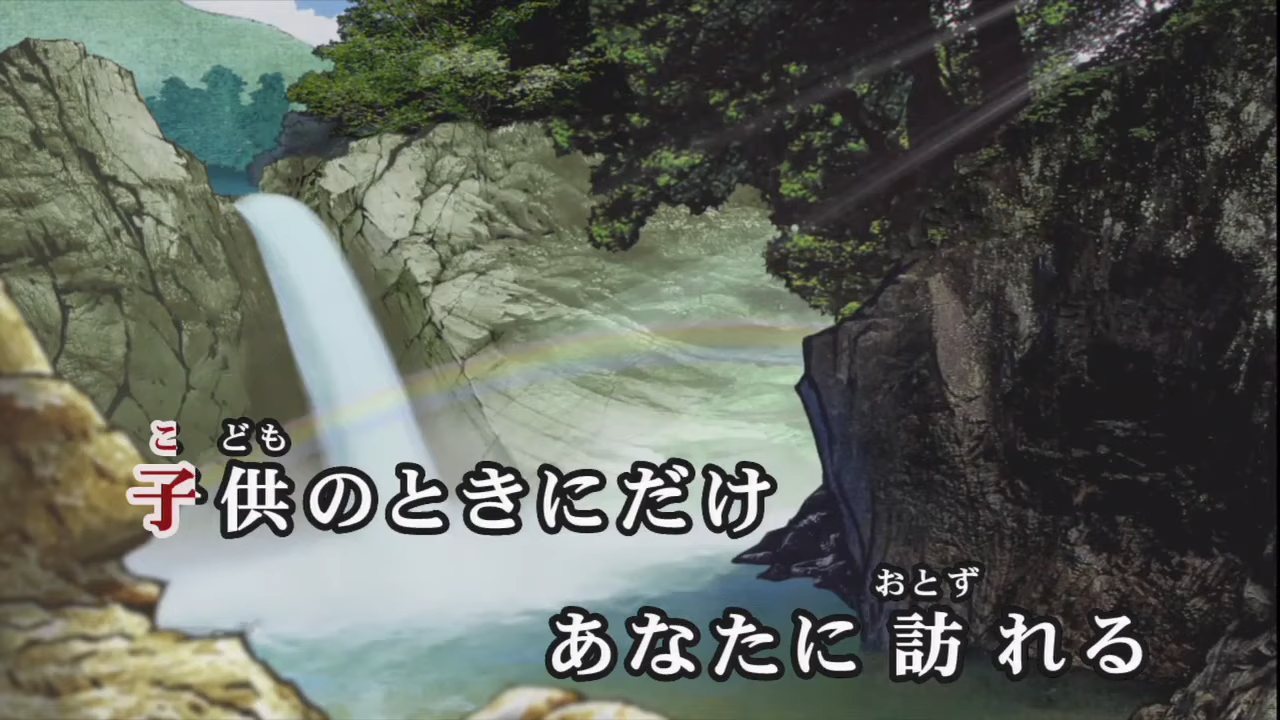 こども
子供のときにだけ
おとず
あなたに訪れる